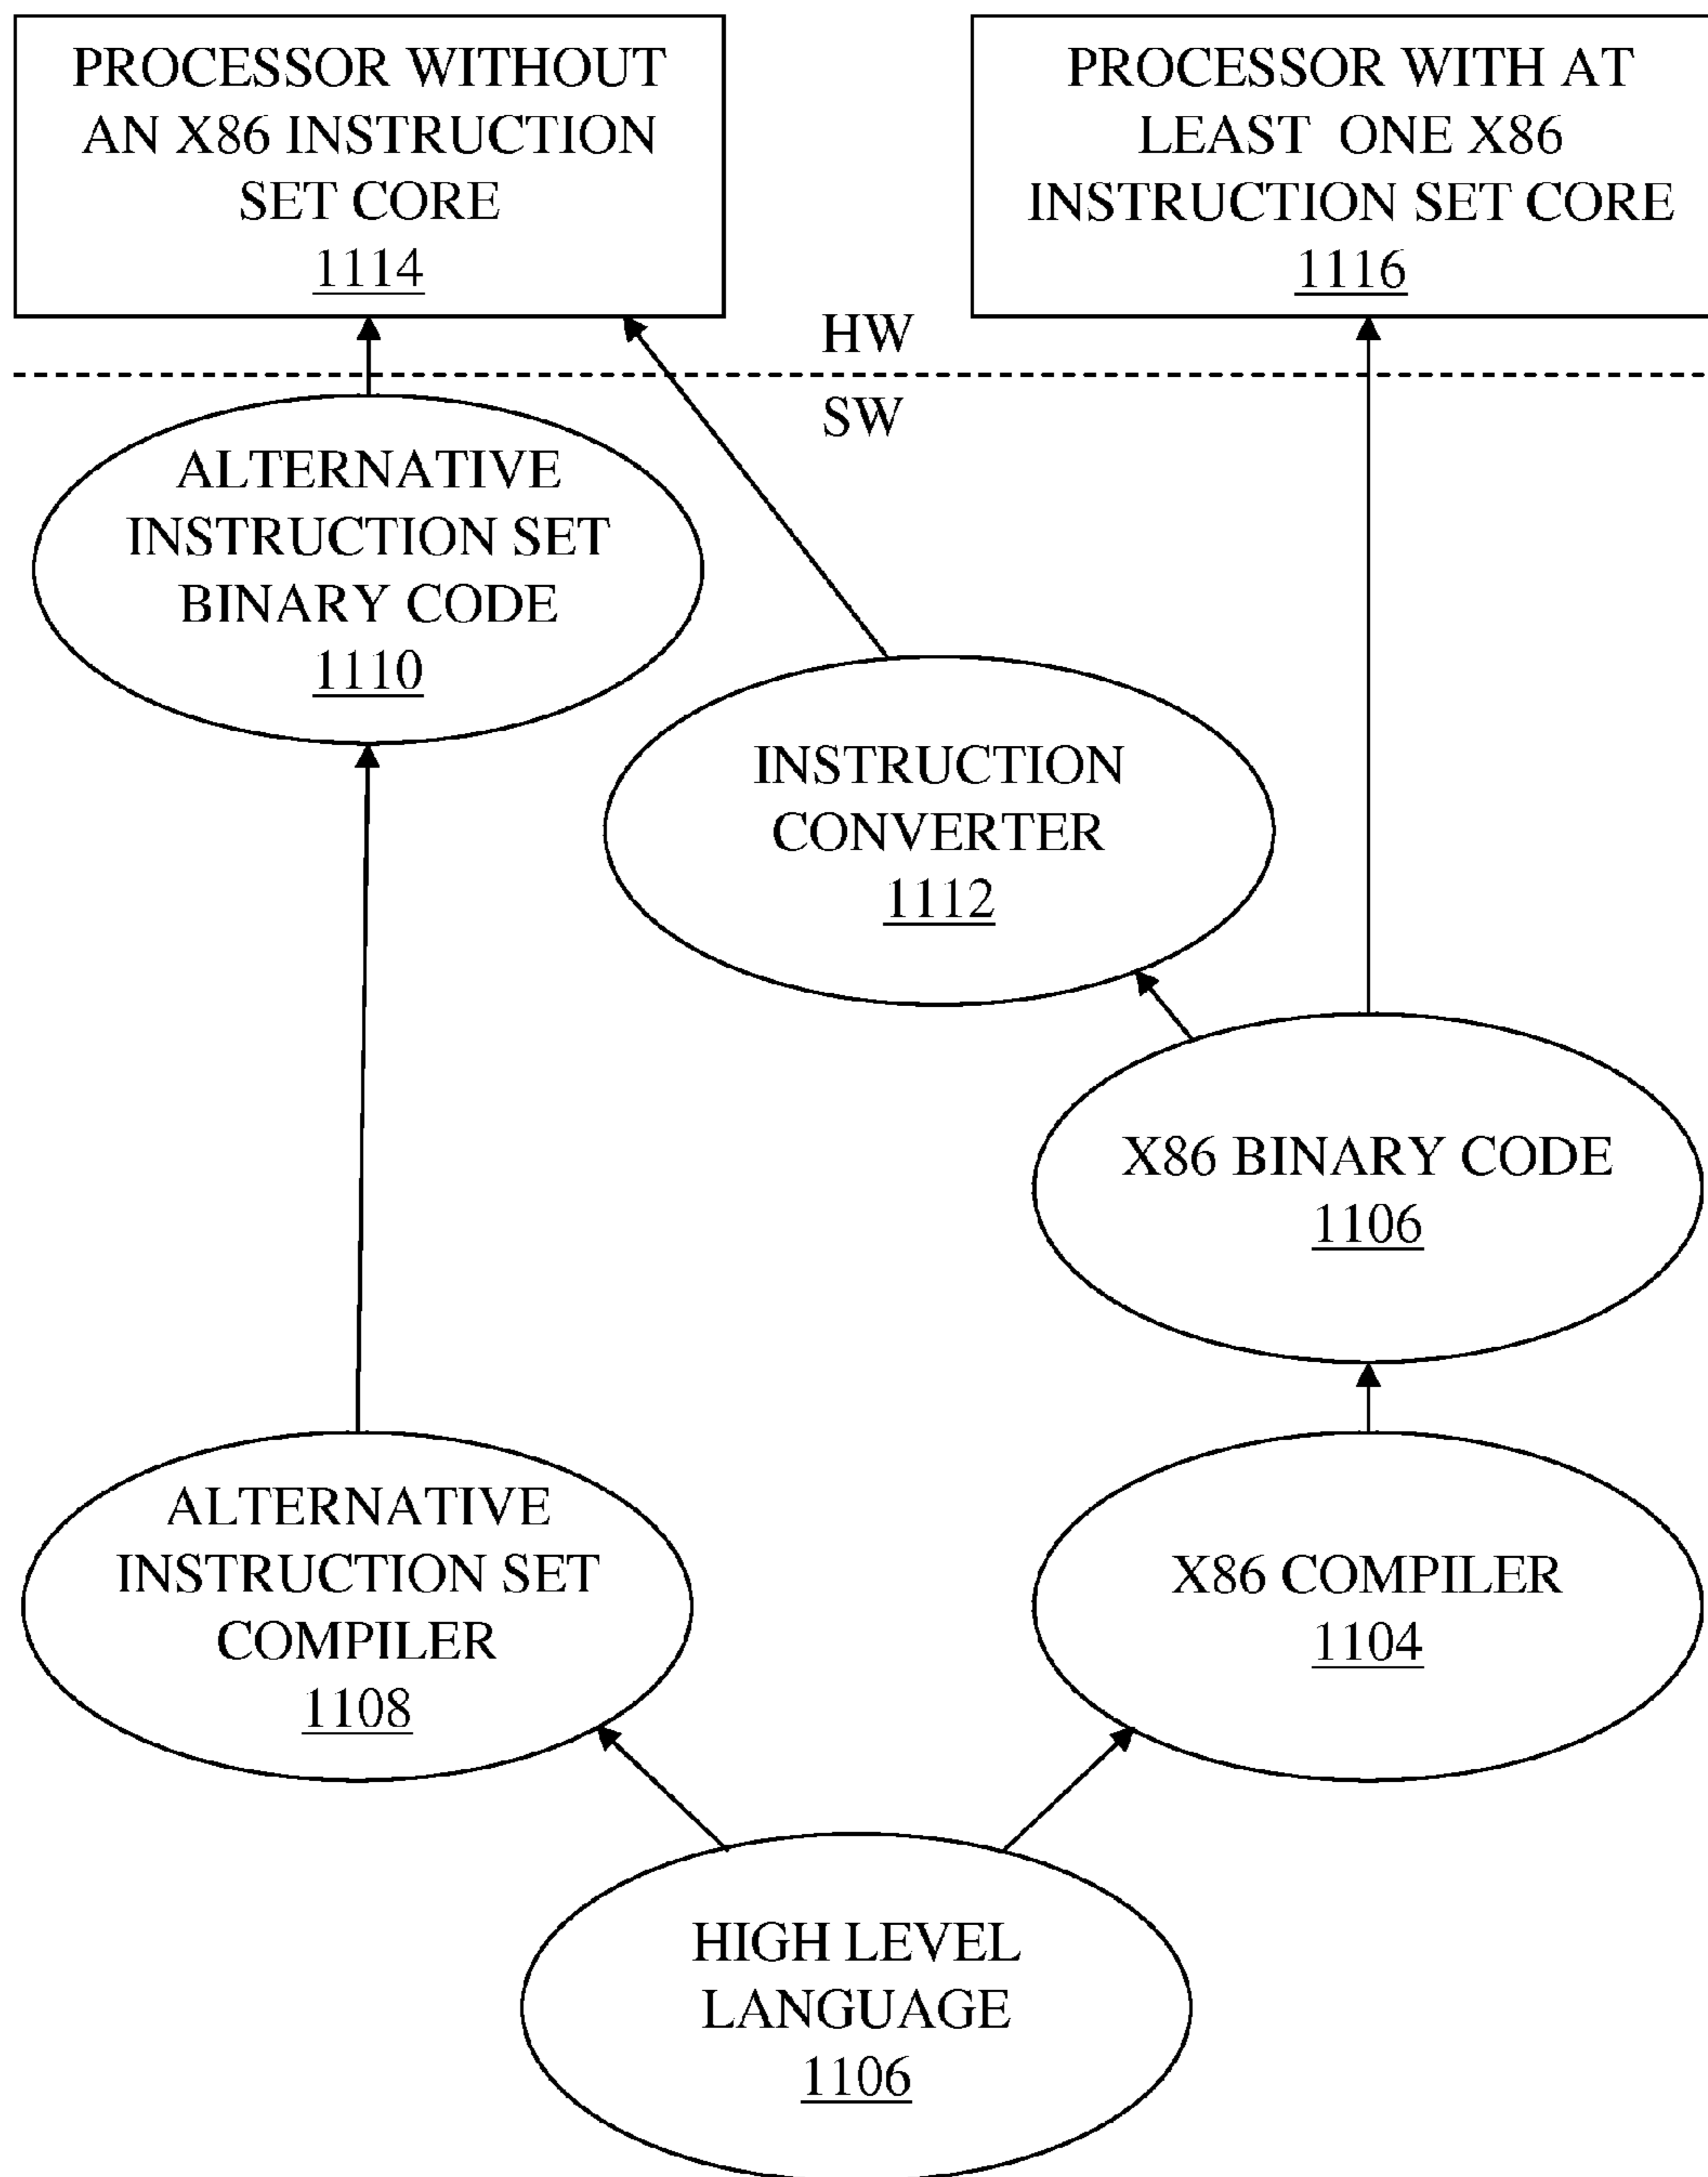 PROCESSOR WITHOUT
AN X86 INSTRUCTION
SET CORE
1114
PROCESSOR WITH AT
LEAST ONE X86
INSTRUCTION SET CORE
1116
HW
SW
ALTERNATIVE
INSTRUCTION SET
BINARY CODE
1110
INSTRUCTION
CONVERTER
1112
X86 BINARY CODE
1106
ALTERNATIVE
INSTRUCTION SET
COMPILER
1108
X86 COMPILER
1104
HIGH LEVEL
LANGUAGE
1106